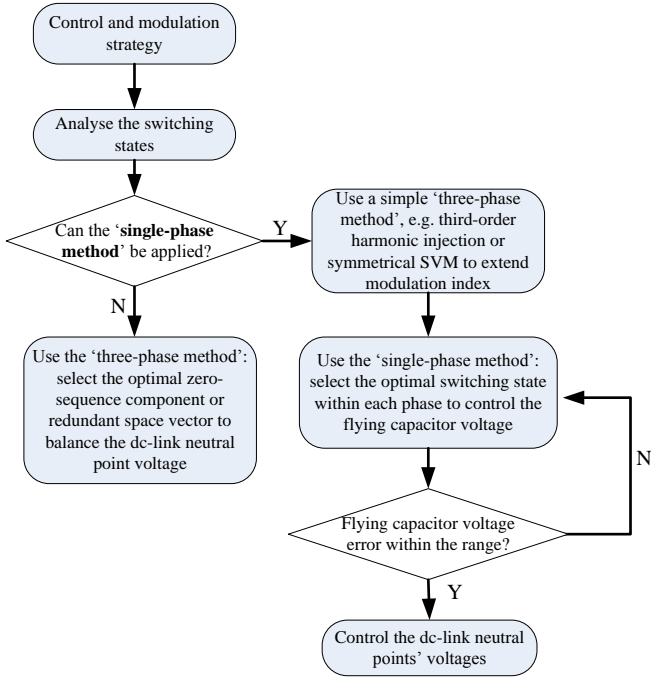 Control and modulation
strategy
Analyse the switching
states
Can the ‘single-phase
method’ be applied?
Y
N
Use the ‘three-phase method’:
select the optimal zero-
sequence component or
redundant space vector to
balance the dc-link neutral
point voltage
Use a simple ‘three-phase
method’, e.g. third-order
harmonic injection or
symmetrical SVM to extend
modulation index
Use the ‘single-phase method’:
select the optimal switching state
within each phase to control the
flying capacitor voltage
N
Flying capacitor voltage
error within the range?
Y
Control the dc-link neutral
points’ voltages